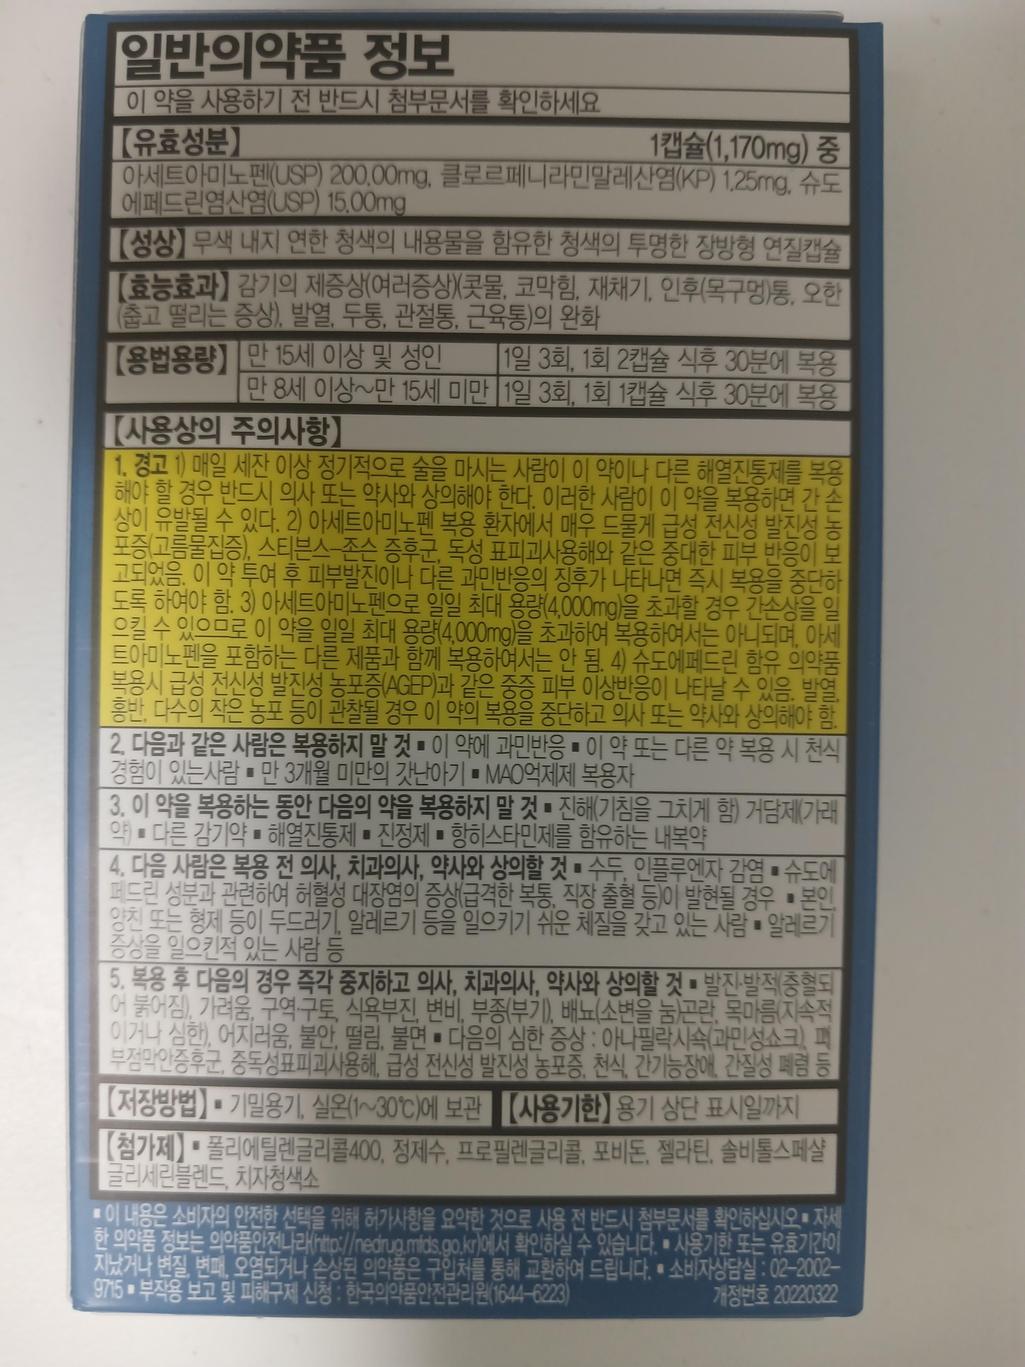 일반의약품 정보
이 약을 사용하기 전 반드시 첨부문서를 확인하세요
【유효성분】 1캡슐(1,170mg) 중
아세트아미노펜(USP) 200.00mg, 클로르페니라민말레산염(KP) 1.25mg, 슈도
에페드린염산염(USP) 15.00mg
【성상】 무색 내지 연한 청색의 내용물을 함유한 청색의 투명한 장방형 연질캡슐
【효능효과】 감기의 제증상(여러증상)(콧물, 코막힘, 재채기, 인후(목구멍)통, 오한
(춥고 떨리는 증상), 발열, 두통, 관절통, 근육통)의 완화
【용법용량】 만 15세 이상 및 성인 1일 3회, 1회 2캡슐 식후 30분에 복용
만 8세 이상~만 15세 미만 1일 3회, 1회 1캡슐 식후 30분에 복용
【사용상의 주의사항】
1. 경고 1) 매일 세잔 이상 정기적으로 술을 마시는 사람이 이 약이나 다른 해열진통제를 복용
해야 할 경우 반드시 의사 또는 약사와 상의해야 한다. 이러한 사람이 이 약을 복용하면 간 손
상이 유발될 수 있다. 2) 아세트아미노펜 복용 환자에서 매우 드물게 급성 전신성 발진성 농
포증(고름물집증), 스티븐스-존슨 증후군, 독성 표피괴사용해와 같은 중대한 피부 반응이 보
고되었음. 이 약 투여 후 피부발진이나 다른 과민반응의 징후가 나타나면 즉시 복용을 중단하
도록 하여야 함. 3) 아세트아미노펜으로 일일 최대 용량(4,000mg)을 초과할 경우 간손상을 일
으킬 수 있으므로 이 약을 일일 최대 용량(4,000mg)을 초과하여 복용하여서는 아니되며, 아세
트아미노펜을 포함하는 다른 제품과 함께 복용하여서는 안 됨. 4) 슈도에페드린 함유 의약품
복용시 급성 전신성 발진성 농포증(AGEP)과 같은 중증 피부 이상반응이 나타날 수 있음. 발열,
홍반, 다수의 작은 농포 등이 관찰될 경우 이 약의 복용을 중단하고 의사 또는 약사와 상의해야 함.
2. 다음과 같은 사람은 복용하지 말 것 ▪ 이 약에 과민반응 ▪ 이 약 또는 다른 약 복용 시 천식
경험이 있는사람 ▪ 만 3개월 미만의 갓난아기 ▪ MAO억제제 복용자
3. 이 약을 복용하는 동안 다음의 약을 복용하지 말 것 ▪ 진해(기침을 그치게 함) 거담제(가래
약) ▪ 다른 감기약 ▪ 해열진통제 ▪ 진정제 ▪ 항히스타민제를 함유하는 내복약
4. 다음 사람은 복용 전 의사, 치과의사, 약사와 상의할 것 ▪ 수두, 인플루엔자 감염 ▪ 슈도에
페드린 성분과 관련하여 허혈성 대장염의 증상(급격한 복통, 직장 출혈 등)이 발현될 경우 ▪ 본인,
양친 또는 형제 등이 두드러기, 알레르기 등을 일으키기 쉬운 체질을 갖고 있는 사람 ▪ 알레르기
증상을 일으킨적 있는 사람 등
5. 복용 후 다음의 경우 즉각 중지하고 의사, 치과의사, 약사와 상의할 것 ▪ 발진·발적(충혈되
어 붉어짐), 가려움, 구역·구토, 식욕부진, 변비, 부종(부기), 배뇨(소변을 눔)곤란, 목마름(지속적
이거나 심한), 어지러움, 불안, 떨림, 불면 ▪ 다음의 심한 증상 : 아나필락시속(과민성쇼크), 피
부점막안증후군, 중독성표피괴사용해, 급성 전신성 발진성 농포증, 천식, 간기능장애, 간질성 폐렴 등
【저장방법】 ▪ 기밀용기, 실온(1~30℃)에 보관 【사용기한】 용기 상단 표시일까지
【첨가제】 ▪ 폴리에틸렌글리콜400, 정제수, 프로필렌글리콜, 포비돈, 젤라틴, 솔비톨스페샬
글리세린블렌드, 치자청색소
▪ 이 내용은 소비자의 안전한 선택을 위해 허가사항을 요약한 것으로 사용 전 반드시 첨부문서를 확인하십시오 ▪ 자세
한 의약품 정보는 의약품안전나라(http://nedrug.mfds.go.kr)에서 확인하실 수 있습니다. ▪ 사용기한 또는 유효기간이
지났거나 변질, 변패, 오염되거나 손상된 의약품은 구입처를 통해 교환하여 드립니다. ▪ 소비자상담실 : 02-2002-
9715 ▪ 부작용 보고 및 피해구제 신청 : 한국의약품안전관리원(1644-6223) 개정번호 20220322